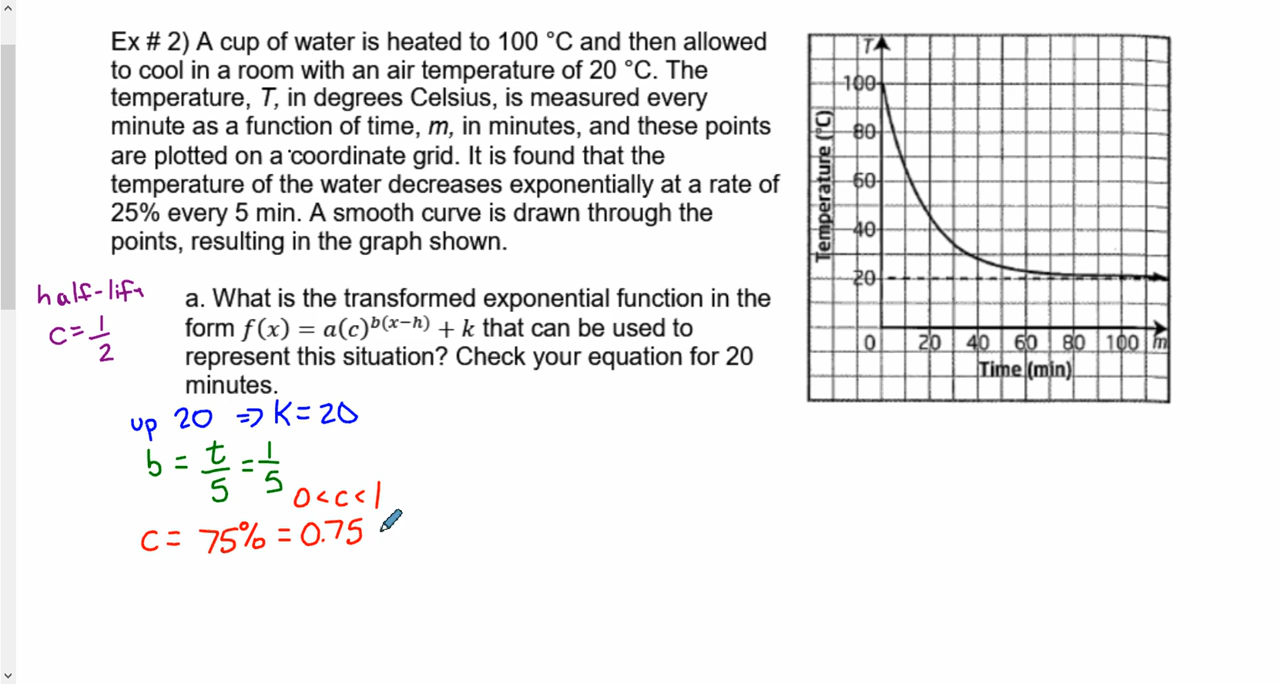 Ex # 2) A cup of water is heated to 100 °C and then allowed
to cool in a room with an air temperature of 20 °C. The
temperature, T, in degrees Celsius, is measured every
minute as a function of time, m, in minutes, and these points
are plotted on a coordinate grid. It is found that the
temperature of the water decreases exponentially at a rate of
25% every 5 min. A smooth curve is drawn through the
points, resulting in the graph shown.
half-life
c = 1/2
a. What is the transformed exponential function in the
form f(x) = a(c)^{b(x−h)} + k that can be used to
represent this situation? Check your equation for 20
minutes.
up 20 ⇒ K = 20
b = t/5 = 1/5
0 < c < 1
c = 75% = 0.75
T
100
80
60
40
20
Temperature (°C)
0 20 40 60 80 100 m
Time (min)